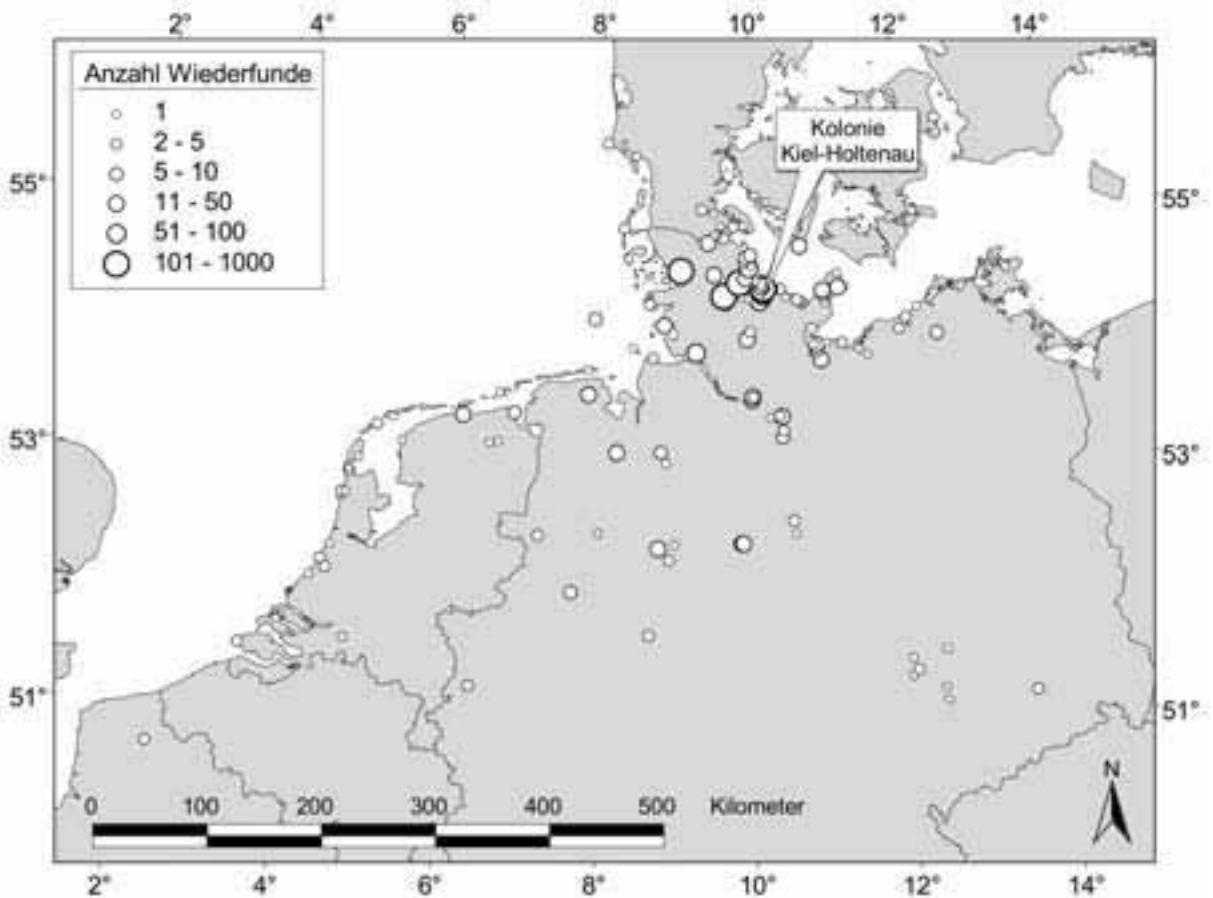 2° 4° 6° 8° 10° 12° 14°
Anzahl Wiederfunde
1
2 - 5
5 - 10
11 - 50
51 - 100
101 - 1000
Kolonie
Kiel-Holtenau
55° 55°
53° 53°
51° 51°
N
0 100 200 300 400 500 Kilometer
2° 4° 6° 8° 10° 12° 14°